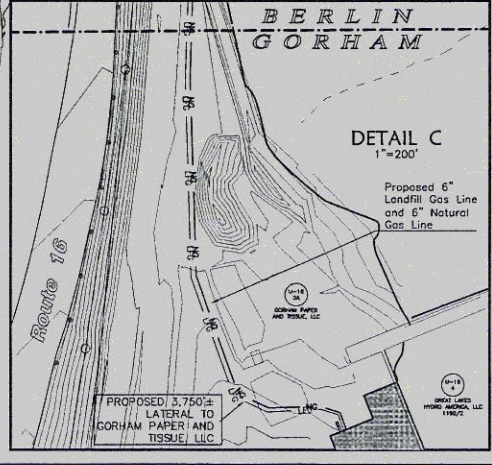 BERLIN
GORHAM
DETAIL C
1"=200'
Proposed 6"
Landfill Gas Line
and 6" Natural
Gas Line
Route 16
U-16
3A
GORHAM PAPER
AND TISSUE, LLC
U-16
4
GREAT LAKES
HYDRO AMERICA, LLC
PROPOSED 3,750'±
LATERAL TO
GORHAM PAPER AND
TISSUE, LLC